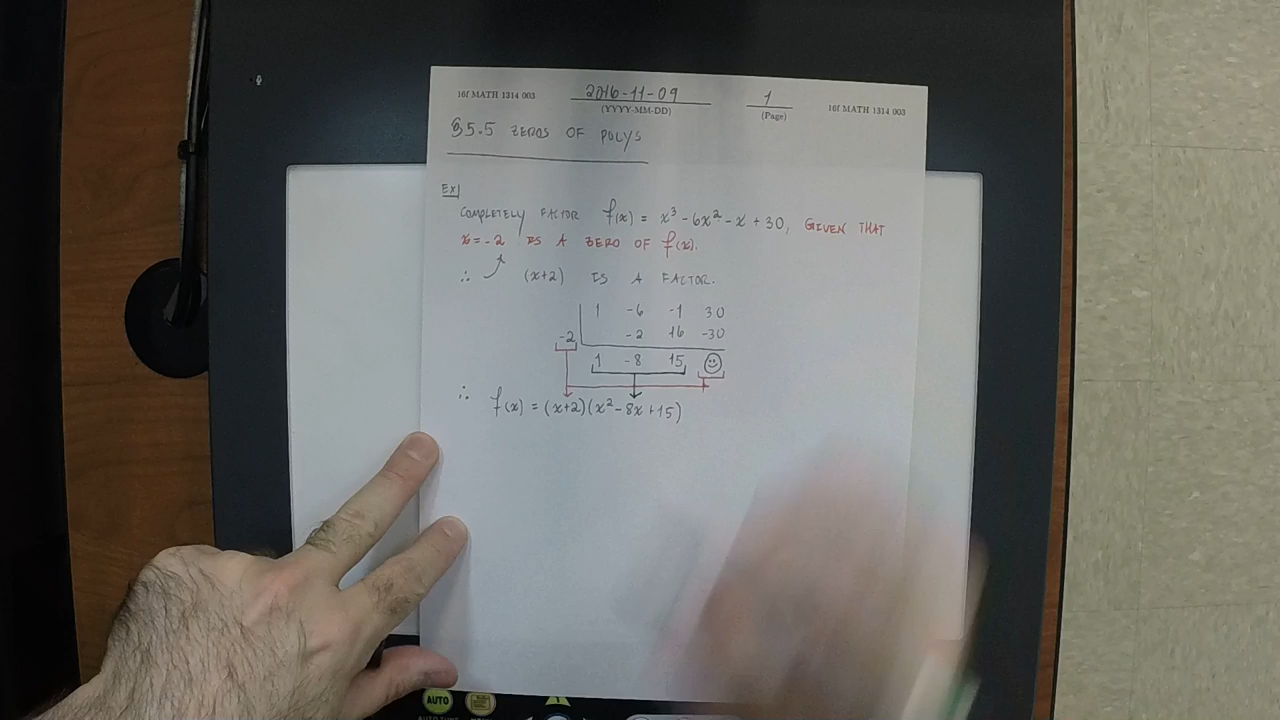 16f MATH 1314 003
2016-11-09
(YYYY-MM-DD)
1
(Page)
16f MATH 1314 003
§5.5 ZEROS OF POLYS
EX
COMPLETELY FACTOR f(x) = x³ - 6x² - x + 30, GIVEN THAT
x = -2 IS A ZERO OF f(x).
∴ (x+2) IS A FACTOR.
1 -6 -1 30
-2 -2 16 -30
1 -8 15 ☺
∴ f(x) = (x+2)(x² - 8x + 15)
AUTO